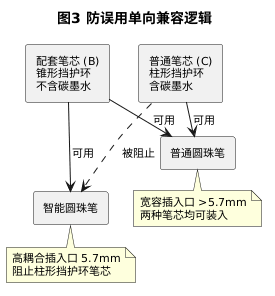 图3 防误用单向兼容逻辑
配套笔芯 (B)
锥形挡护环
不含碳墨水
普通笔芯 (C)
柱形挡护环
含碳墨水
可用
可用
可用
被阻止
普通圆珠笔
智能圆珠笔
宽容插入口 >5.7mm
两种笔芯均可装入
高耦合插入口 5.7mm
阻止柱形挡护环笔芯